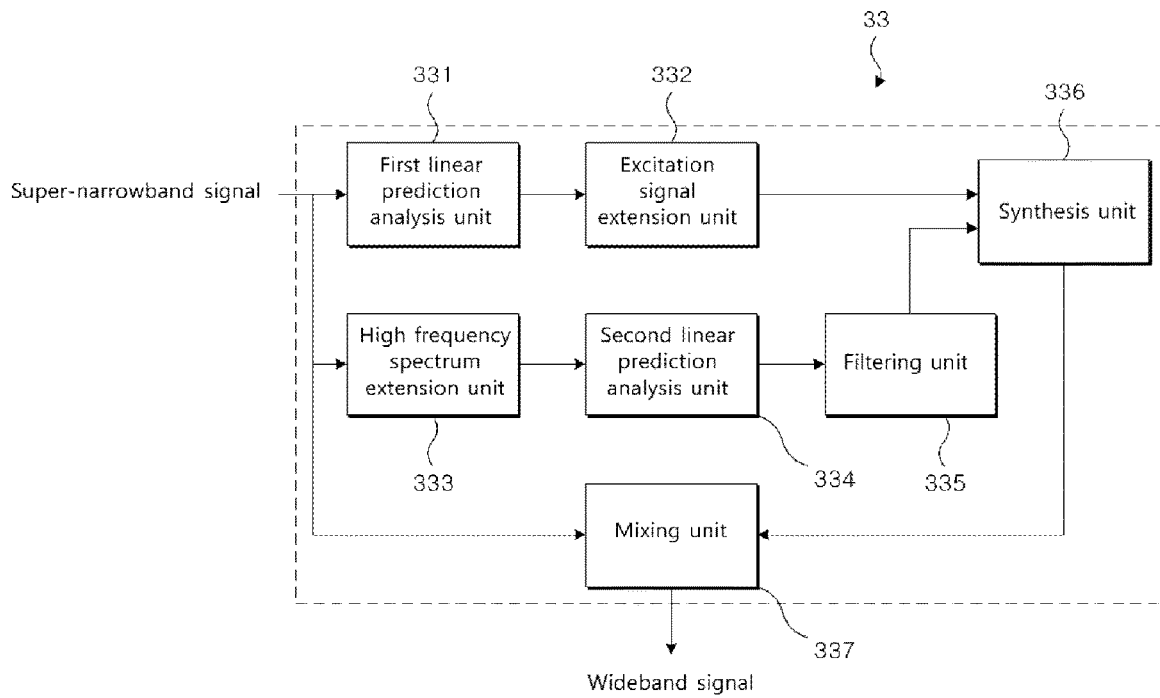 33
331
332
336
Super-narrowband signal
First linear
prediction
analysis unit
Excitation
signal
extension unit
Synthesis unit
High frequency
spectrum
extension unit
Second linear
prediction
analysis unit
Filtering unit
333
334
335
Mixing unit
337
Wideband signal